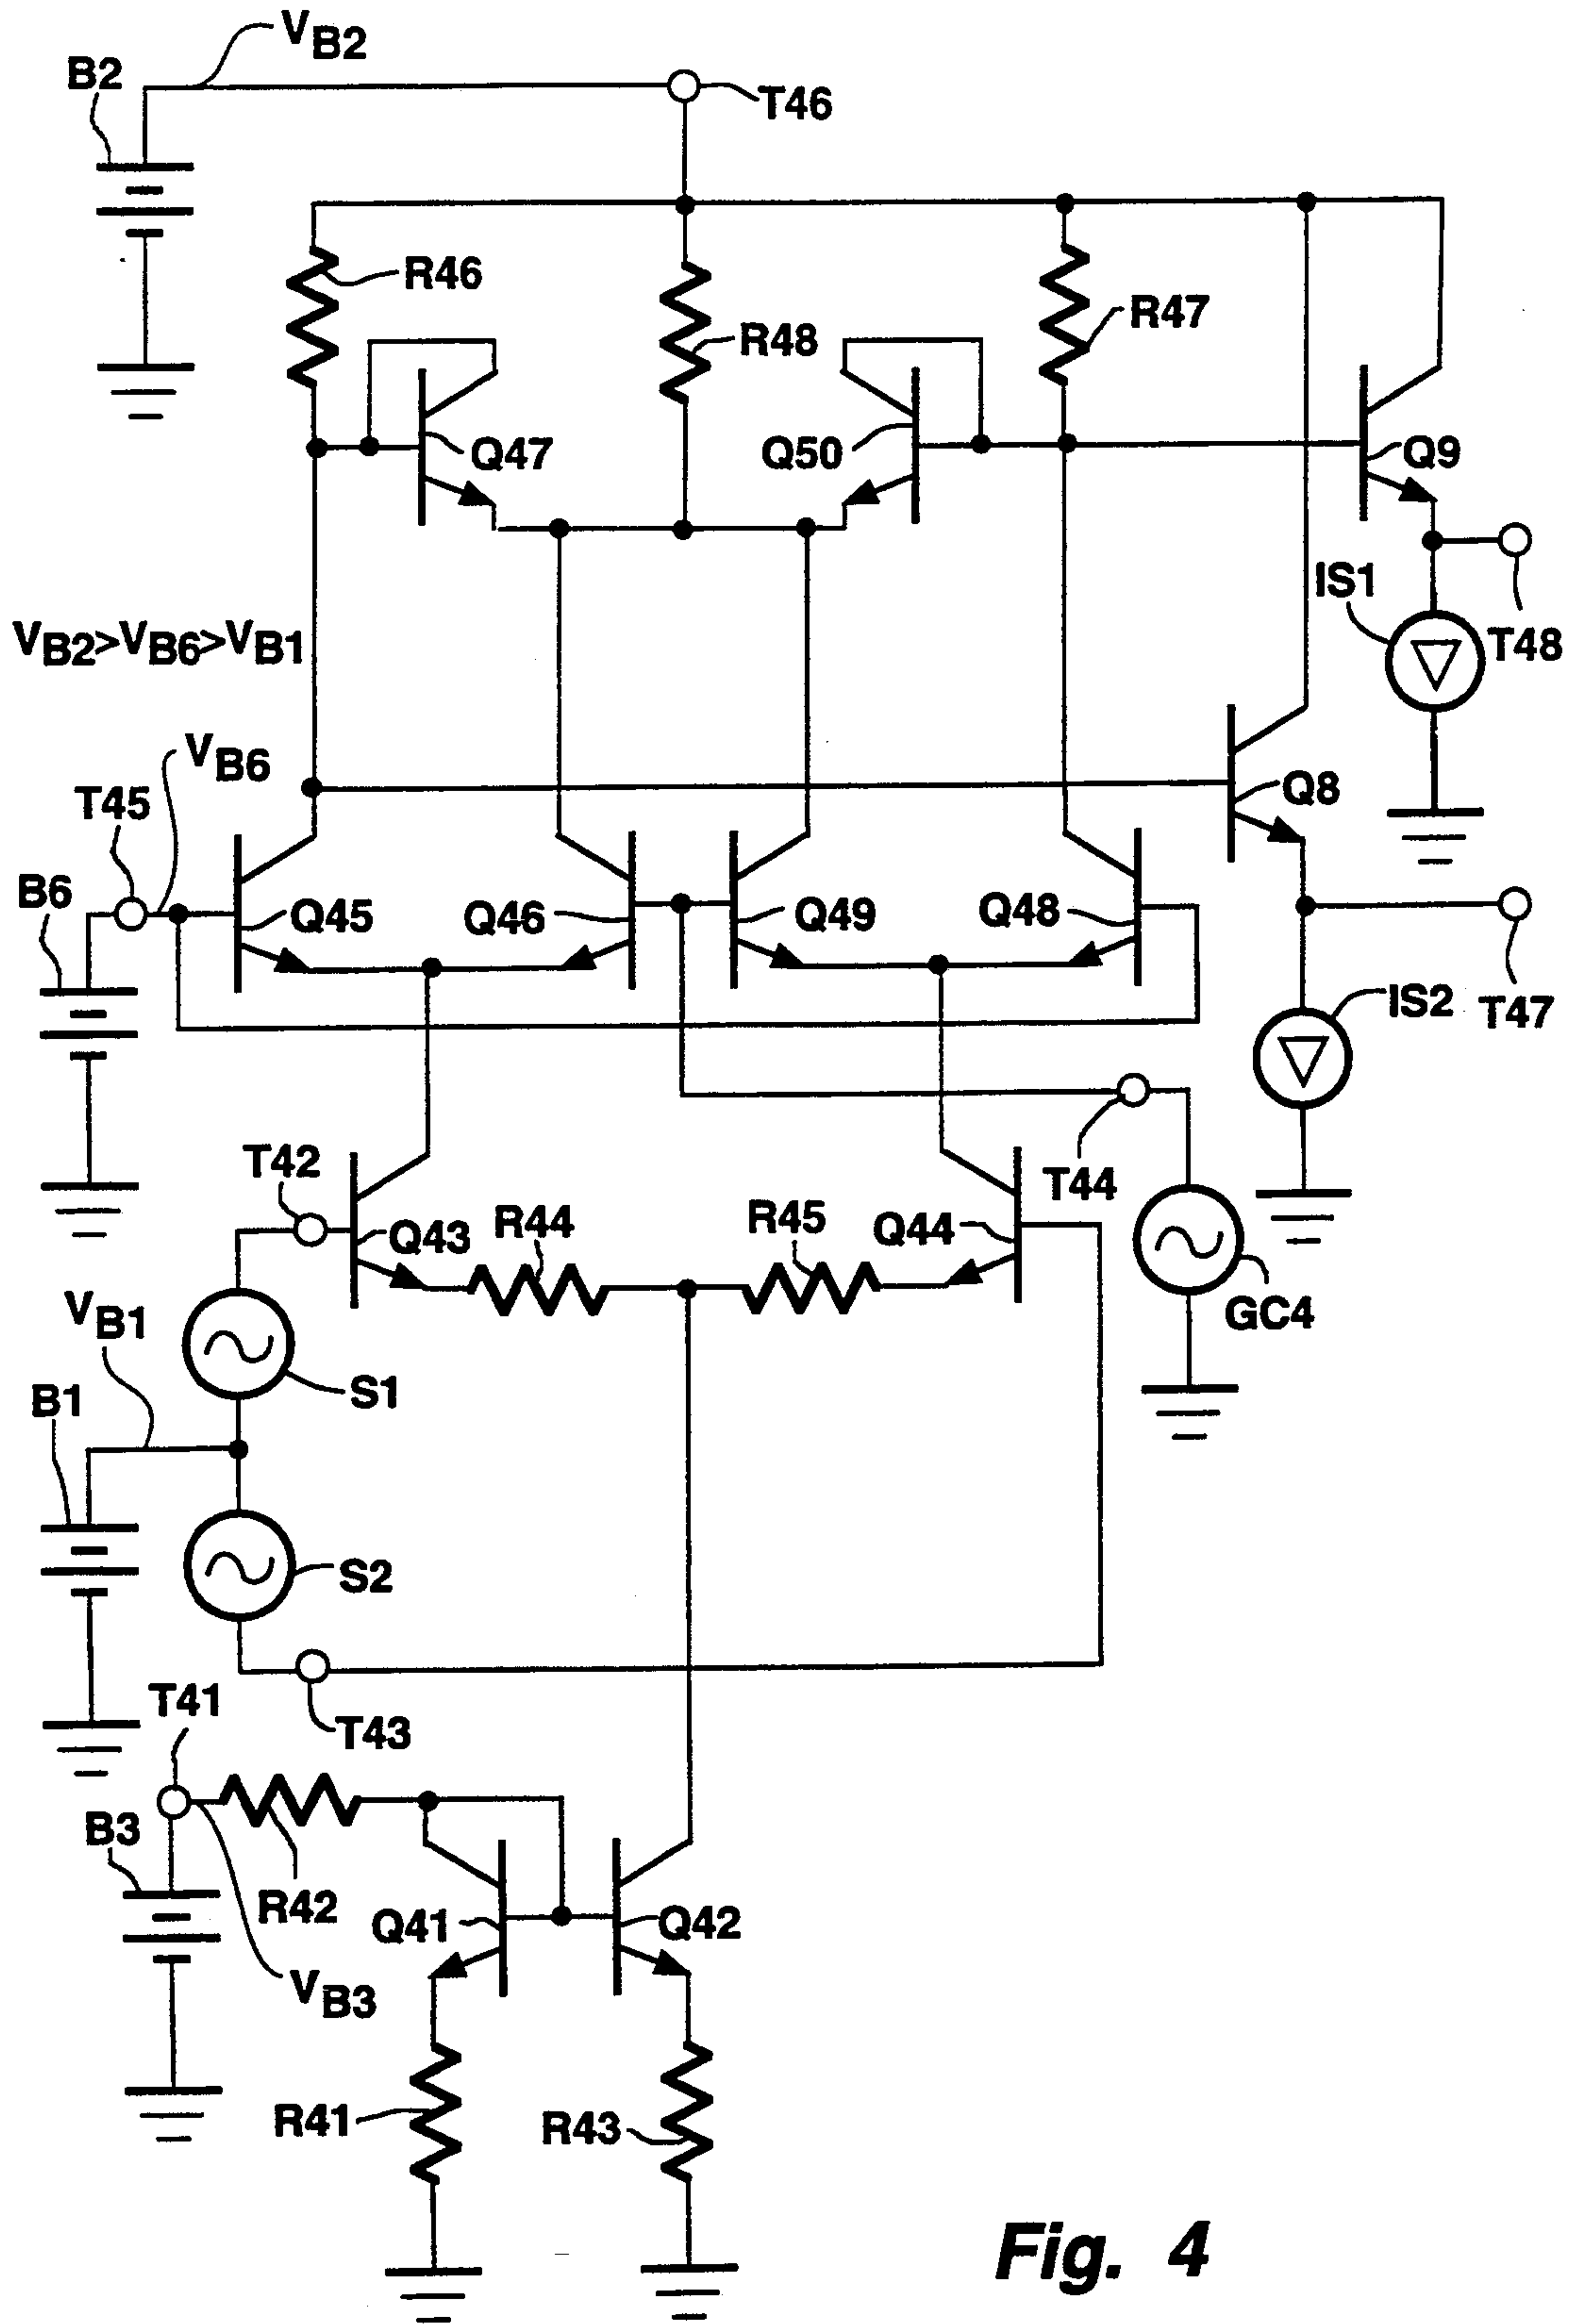 VB2
B2
T46
R46
R48
R47
Q47
Q50
Q9
IS1
T48
VB2>VB6>VB1
VB6
T45
Q8
B6
Q45
Q46
Q49
Q48
IS2
T47
T42
T44
Q43
R44
R45
Q44
GC4
VB1
S1
B1
S2
T41
T43
B3
R42
Q41
Q42
VB3
R41
R43
Fig. 4